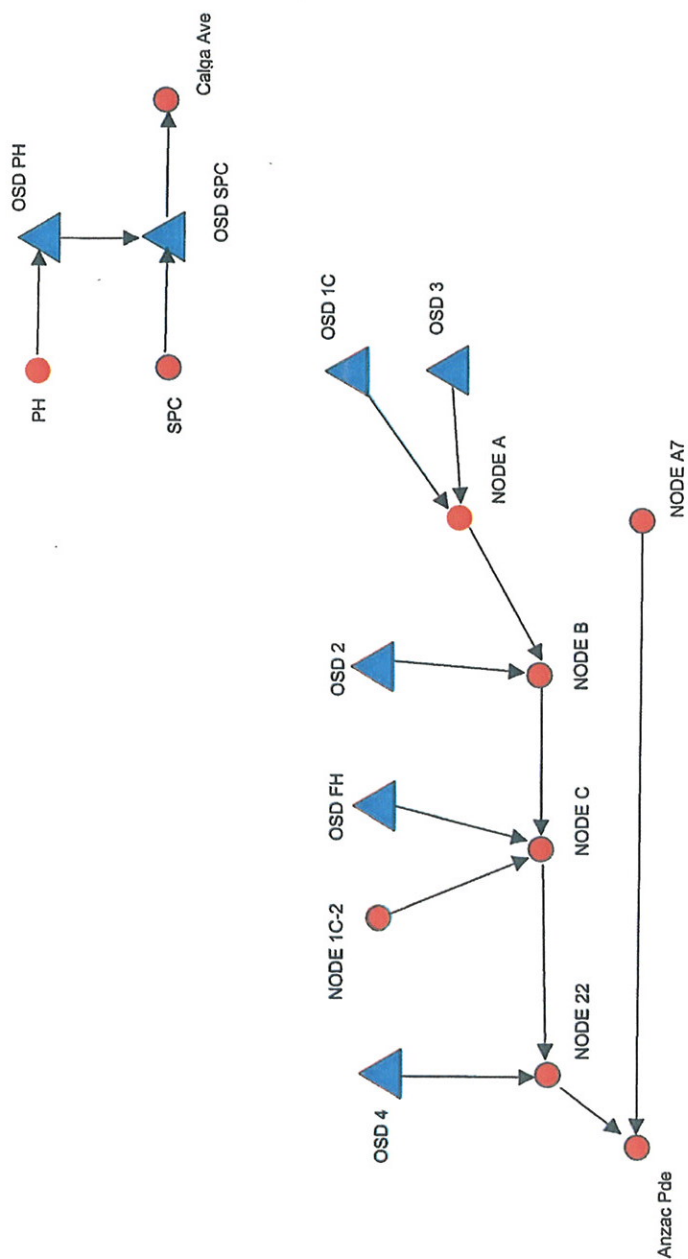 OSD PH
Calga Ave
PH
OSD SPC
SPC
OSD 1C
OSD 3
NODE A
NODE A7
OSD 2
NODE B
OSD FH
NODE C
NODE 1C-2
NODE 22
OSD 4
Anzac Pde